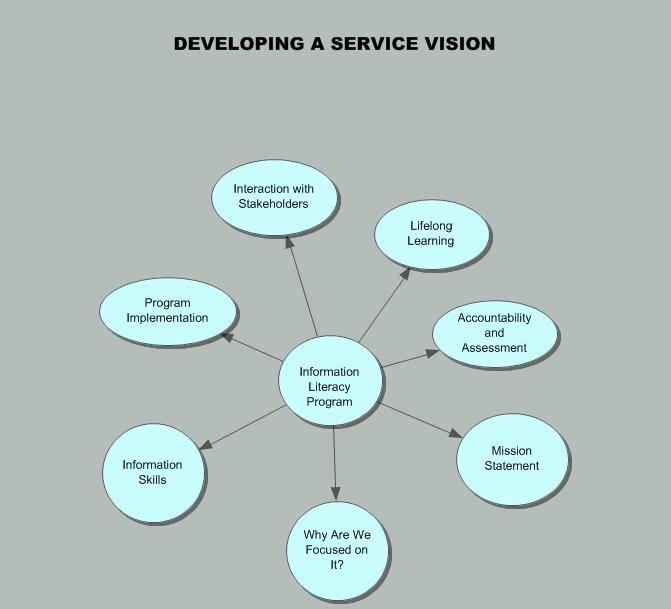 DEVELOPING A SERVICE VISION
Interaction with
Stakeholders
Lifelong
Learning
Program
Implementation
Accountability
and
Assessment
Information
Literacy
Program
Mission
Statement
Information
Skills
Why Are We
Focused on
It?